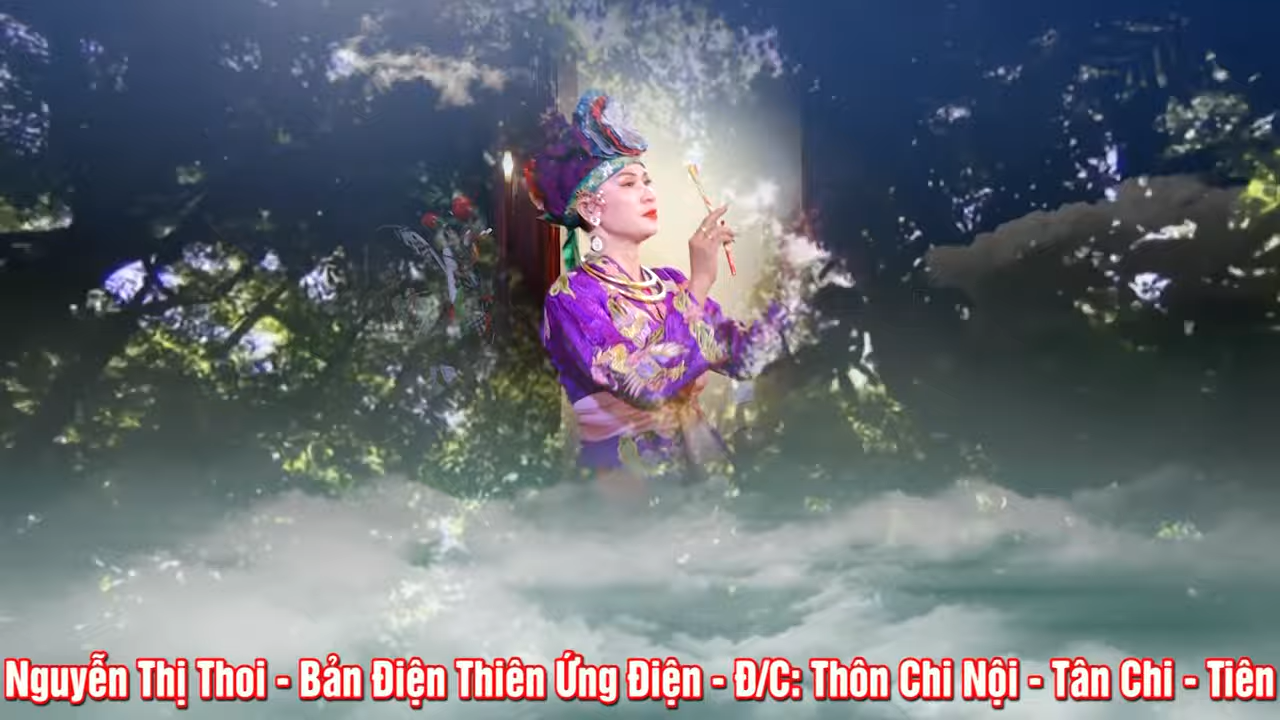 Nguyễn Thị Thoi - Bản Điện Thiên Ứng Điện - Đ/C: Thôn Chi Nội - Tân Chi - Tiên